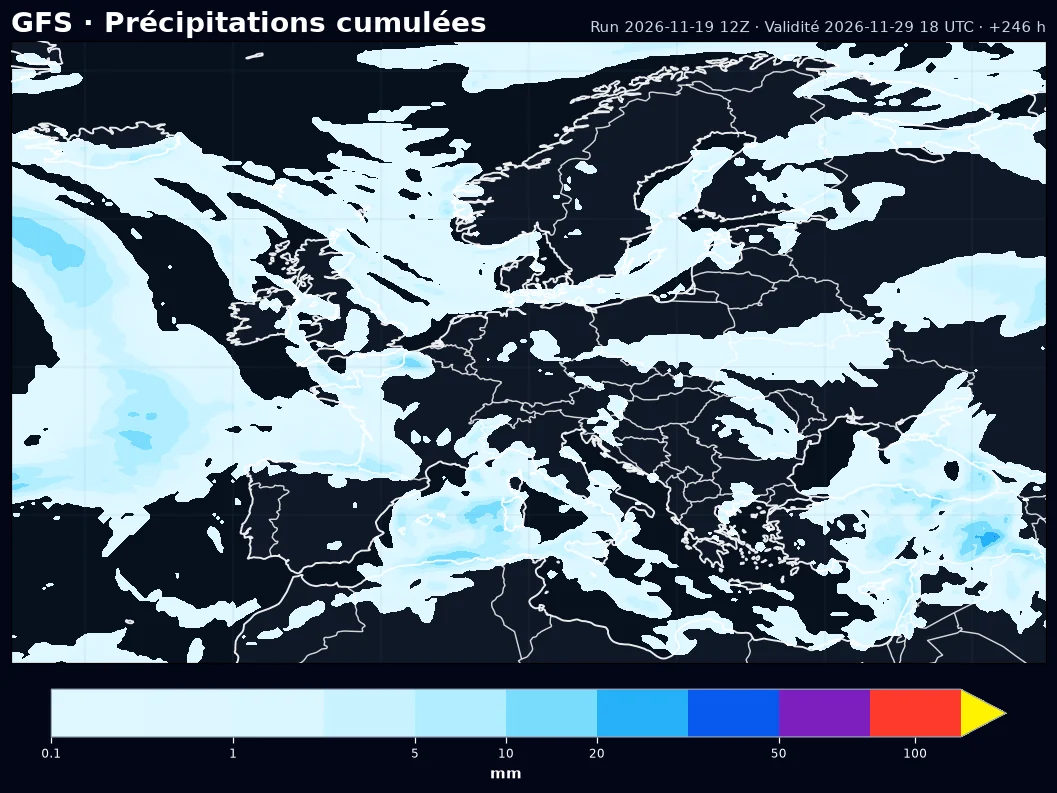 GFS · Précipitations cumulées
Run 2026-11-19 12Z · Validité 2026-11-29 18 UTC · +246 h
0.1 1 5 10 20 50 100
mm